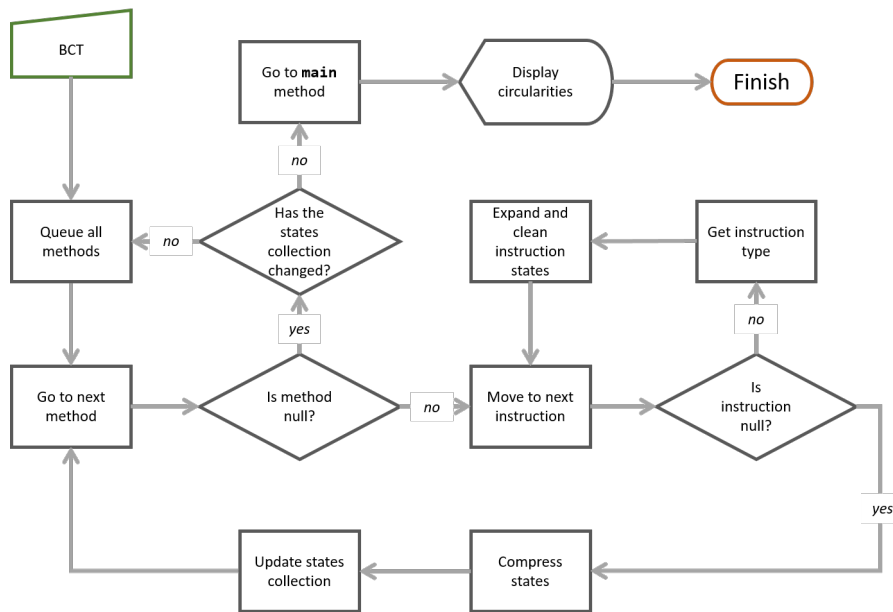 BCT
Go to main
method
Display
circularities
Finish
no
Queue all
methods
no
Has the
states
collection
changed?
Expand and
clean
instruction
states
Get instruction
type
yes
no
Go to next
method
Is method
null?
no
Move to next
instruction
Is
instruction
null?
yes
Update states
collection
Compress
states